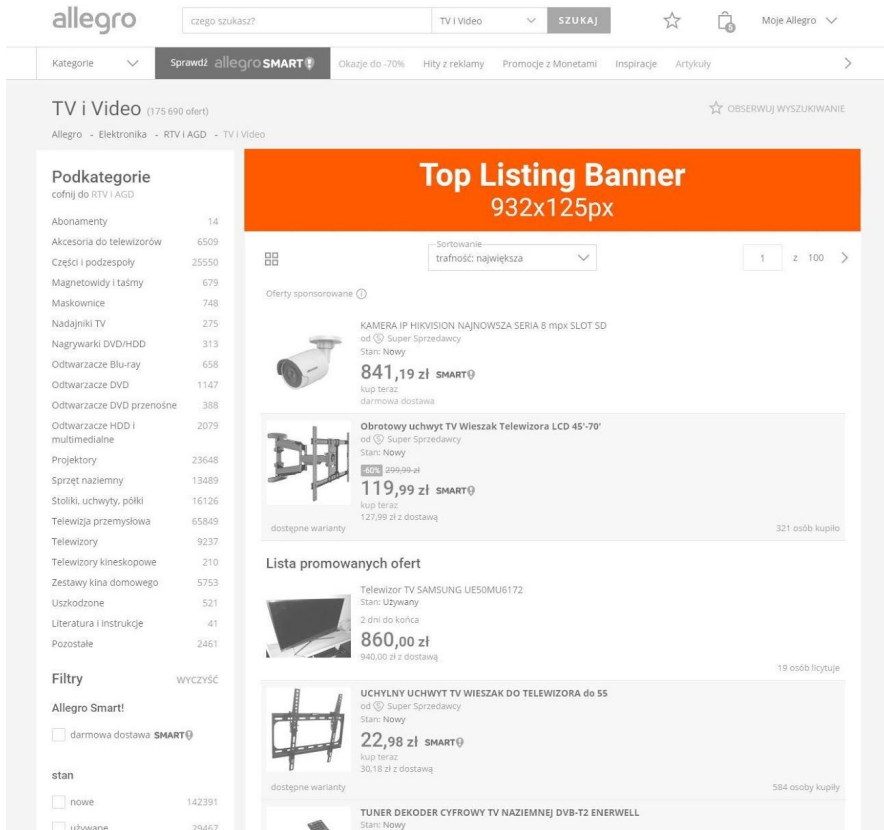 allegro
czego szukasz?
TV i Video
SZUKAJ
5
Moje Allegro
Kategorie
Sprawdź allegro SMART!
Okazje do -70%
Hity z reklamy
Promocje z Monetami
Inspiracje
Artykuły
TV i Video (175 690 ofert)
OBSERWUJ WYSZUKIWANIE
Allegro - Elektronika - RTV i AGD - TV i Video
Podkategorie
cofnij do RTV i AGD
Abonamenty 14
Akcesoria do telewizorów 6509
Części i podzespoły 25550
Magnetowidy i taśmy 679
Maskownice 748
Nadajniki TV 275
Nagrywarki DVD/HDD 313
Odtwarzacze Blu-ray 658
Odtwarzacze DVD 1147
Odtwarzacze DVD przenośne 388
Odtwarzacze HDD i 2079
multimedialne
Projektory 23648
Sprzęt naziemny 13489
Stoliki, uchwyty, półki 16126
Telewizja przemysłowa 65849
Telewizory 9237
Telewizory kineskopowe 210
Zestawy kina domowego 5753
Uszkodzone 521
Literatura i instrukcje 41
Pozostałe 2461
Filtry WYCZYŚĆ
Allegro Smart!
darmowa dostawa SMART!
stan
nowe 142391
używane 29467
Top Listing Banner
932x125px
Sortowanie
trafność: największa
1 z 100
Oferty sponsorowane
KAMERA IP HIKVISION NAJNOWSZA SERIA 8 mpx SLOT SD
od Super Sprzedawcy
Stan: Nowy
841,19 zł SMART!
kup teraz
darmowa dostawa
Obrotowy uchwyt TV Wieszak Telewizora LCD 45'-70'
od Super Sprzedawcy
Stan: Nowy
-60% 299,99 zł
119,99 zł SMART!
kup teraz
127,99 zł z dostawą
dostępne warianty
321 osób kupiło
Lista promowanych ofert
Telewizor TV SAMSUNG UE50MU6172
Stan: Używany
2 dni do końca
860,00 zł
940,00 zł z dostawą
19 osób licytuje
UCHYLNY UCHWYT TV WIESZAK DO TELEWIZORA do 55
od Super Sprzedawcy
Stan: Nowy
22,98 zł SMART!
kup teraz
30,18 zł z dostawą
dostępne warianty
584 osoby kupiły
TUNER DEKODER CYFROWY TV NAZIEMNEJ DVB-T2 ENERWELL
Stan: Nowy